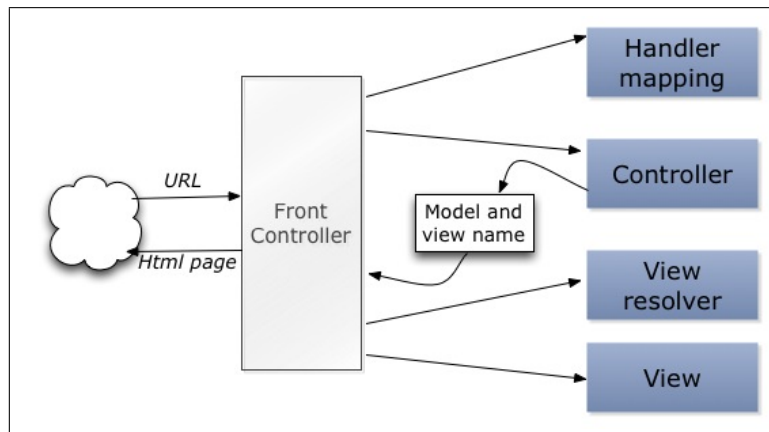 Handler
mapping
URL
Controller
Front
Controller
Model and
view name
Html page
View
resolver
View